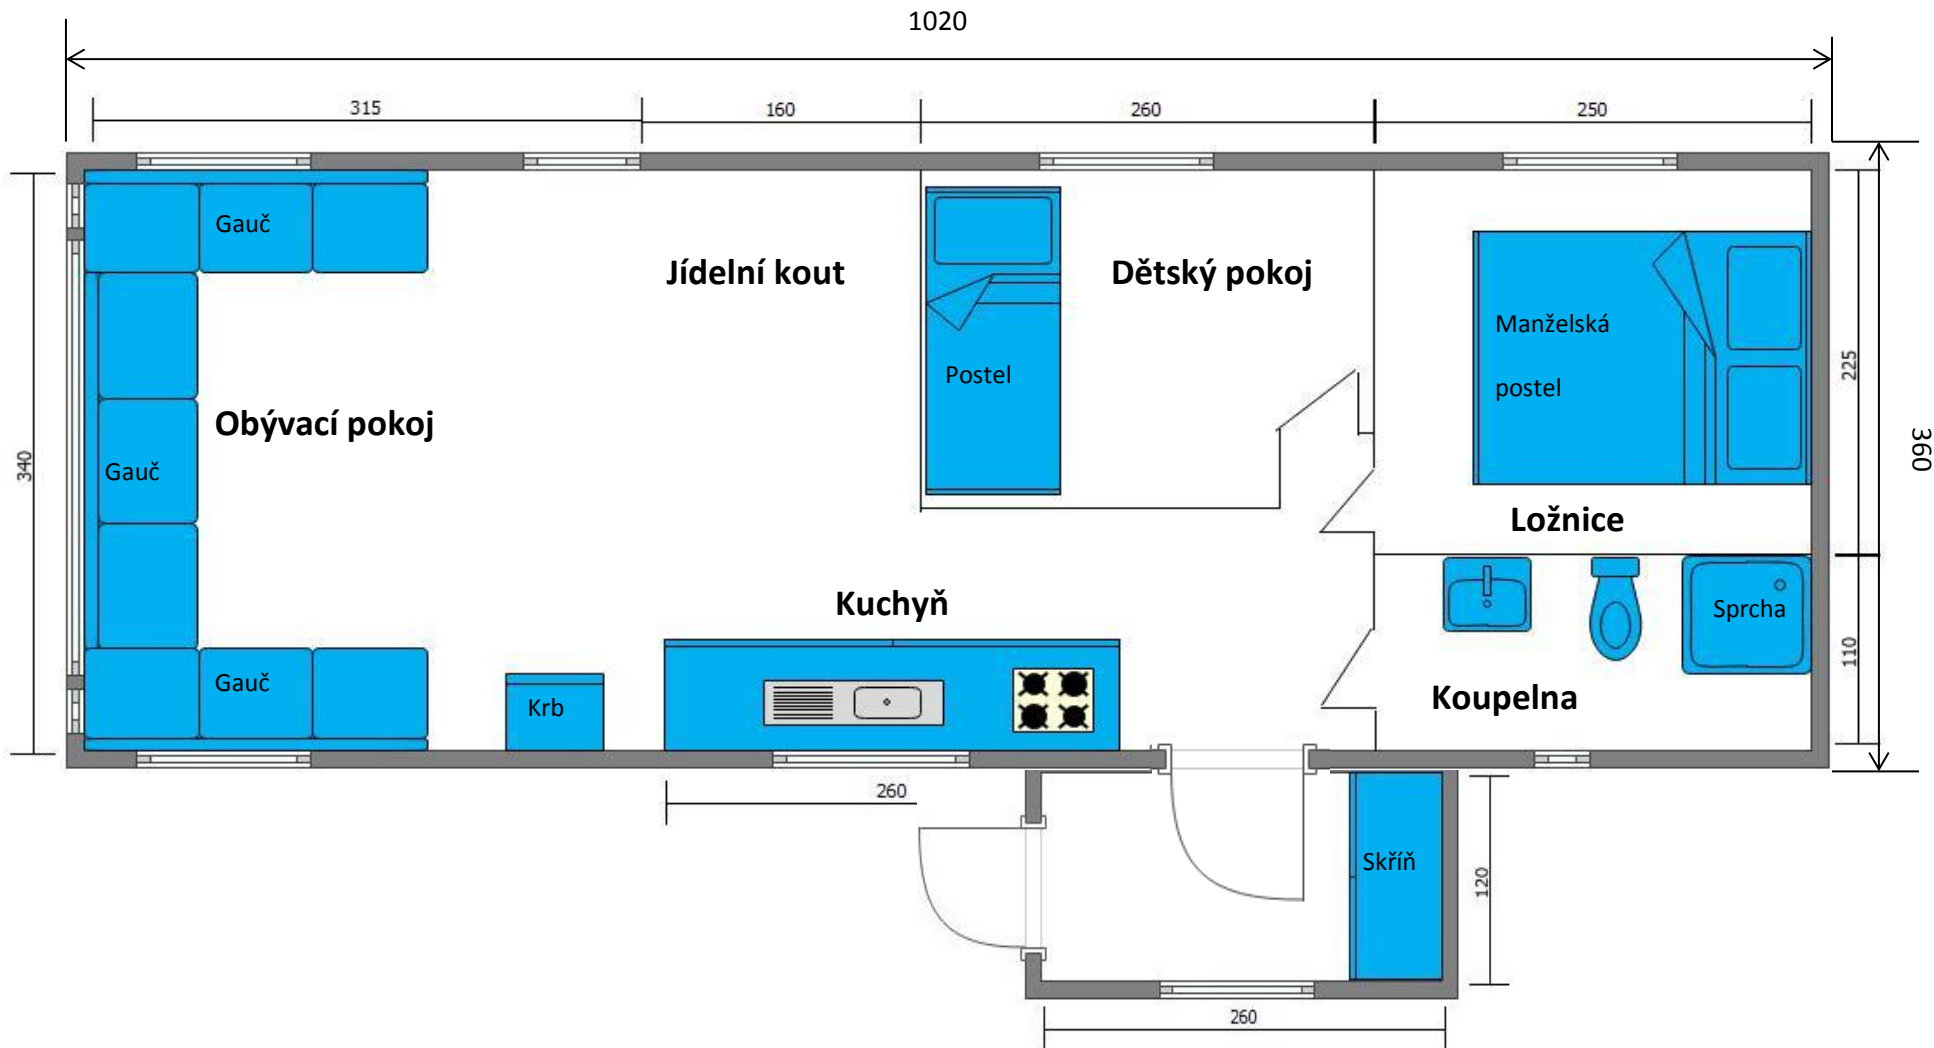 1020
315
160
260
250
Gauč
Jídelní kout
Dětský pokoj
Manželská
postel
Postel
225
360
340
Obývací pokoj
Gauč
Ložnice
Kuchyň
Sprcha
110
Gauč
Krb
Koupelna
260
Skříň
120
260